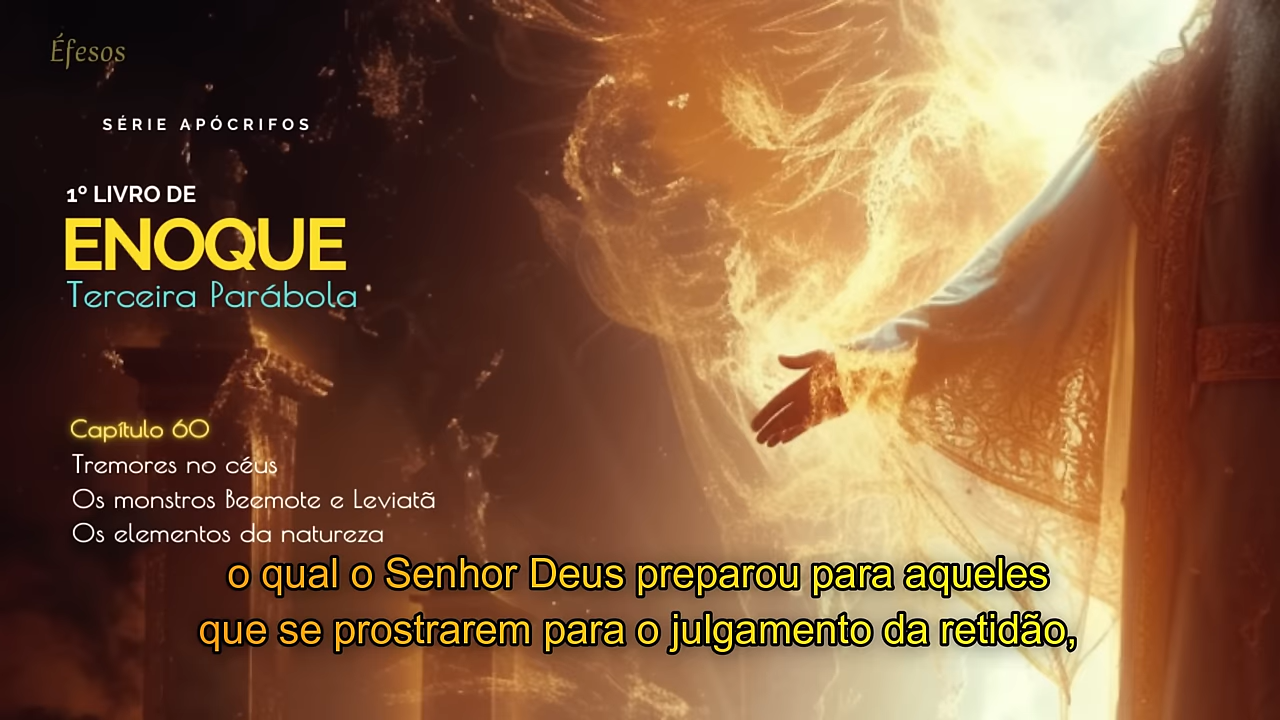 Éfesos
SÉRIE APÓCRIFOS
1º LIVRO DE
ENOQUE
Terceira Parábola
Capítulo 60
Tremores no céus
Os monstros Beemote e Leviatã
Os elementos da natureza
o qual o Senhor Deus preparou para aqueles
que se prostrarem para o julgamento da retidão,